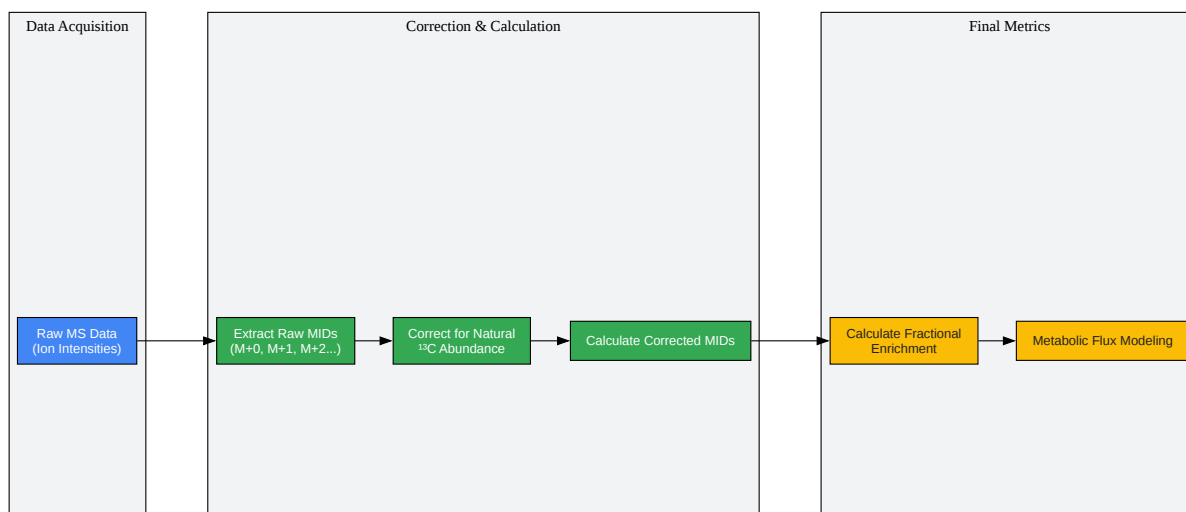 Data Acquisition
Correction & Calculation
Final Metrics
Raw MS Data
(Ion Intensities)
Extract Raw MIDs
(M+0, M+1, M+2...)
Correct for Natural
¹³C Abundance
Calculate Corrected MIDs
Calculate Fractional
Enrichment
Metabolic Flux Modeling